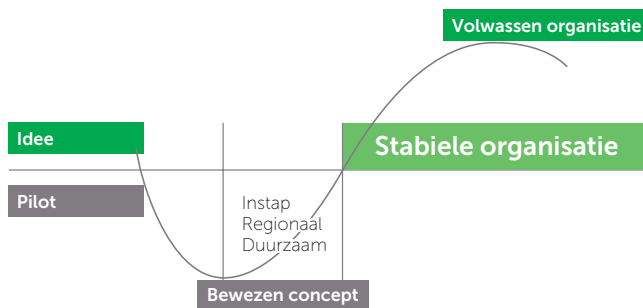 Volwassen organisatie
Idee
Stabiele organisatie
Pilot
Instap
Regionaal
Duurzaam
Bewezen concept